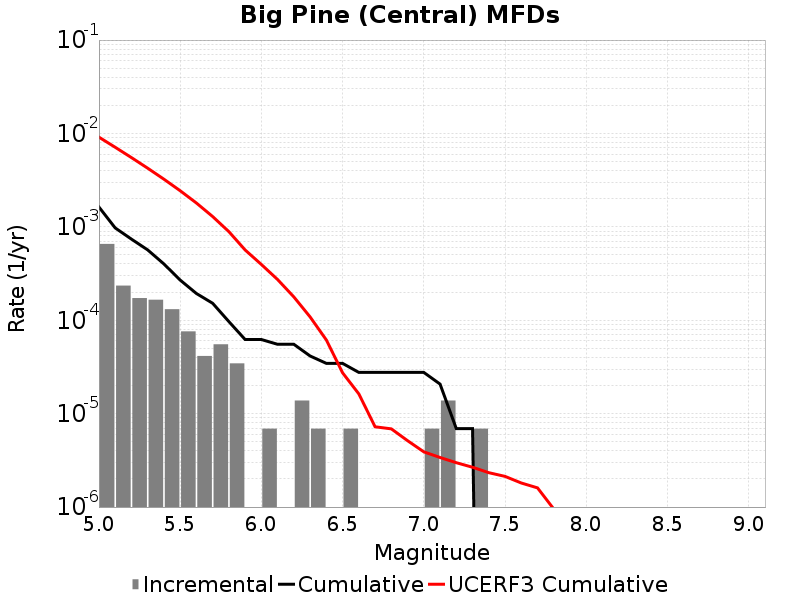 Big Pine (Central) MFDs
10-1
10-2
10-3
10-4
10-5
10-6
Rate (1/yr)
5.0 5.5 6.0 6.5 7.0 7.5 8.0 8.5 9.0
Magnitude
Incremental Cumulative UCERF3 Cumulative